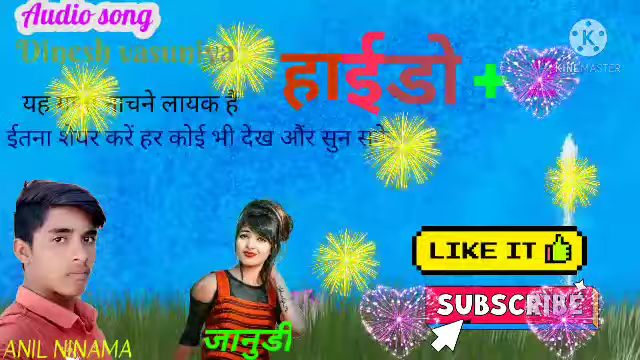 Audio song
Dinesh vasuniya
हाईडो +
KINEMASTER
यह नाचने लायक है
ईतना शेयर करें हर कोई भी देख और सुन
LIKE IT
SUBSCRIBE
जानुडी
ANIL NINAMA